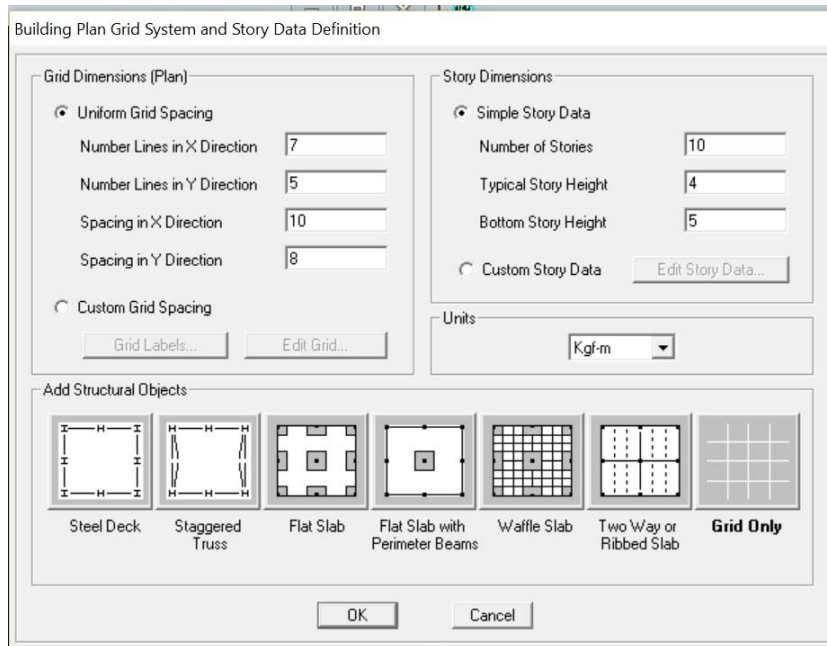 Building Plan Grid System and Story Data Definition
Grid Dimensions (Plan)
Uniform Grid Spacing
Number Lines in X Direction 7
Number Lines in Y Direction 5
Spacing in X Direction 10
Spacing in Y Direction 8
Custom Grid Spacing
Grid Labels... Edit Grid...
Story Dimensions
Simple Story Data
Number of Stories 10
Typical Story Height 4
Bottom Story Height 5
Custom Story Data Edit Story Data...
Units
Kgf-m
Add Structural Objects
Steel Deck
Staggered
Truss
Flat Slab
Flat Slab with
Perimeter Beams
Waffle Slab
Two Way or
Ribbed Slab
Grid Only
OK Cancel